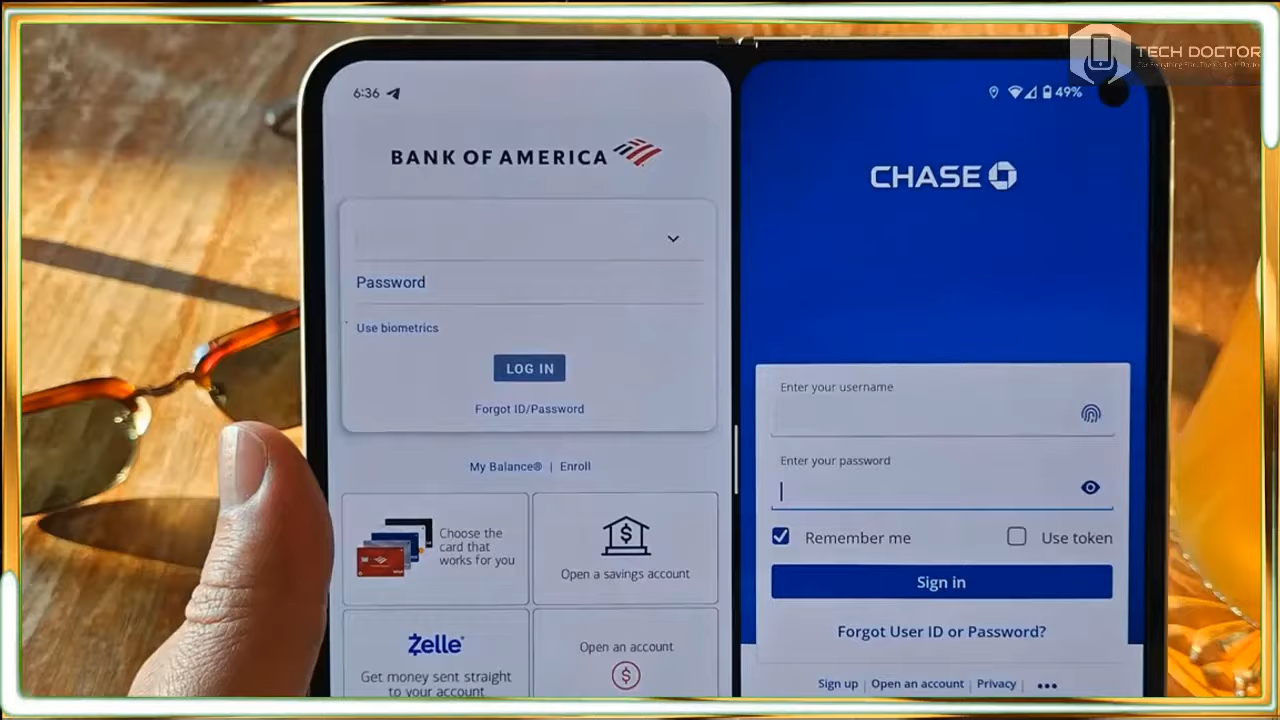 TECH DOCTOR
6:36
49%
BANK OF AMERICA
Password
Use biometrics
LOG IN
Forgot ID/Password
My Balance® | Enroll
Choose the
card that
works for you
Open a savings account
Zelle®
Get money sent straight
to your account
Open an account
CHASE
Enter your username
Enter your password
Remember me
Use token
Sign in
Forgot User ID or Password?
Sign up | Open an account | Privacy |